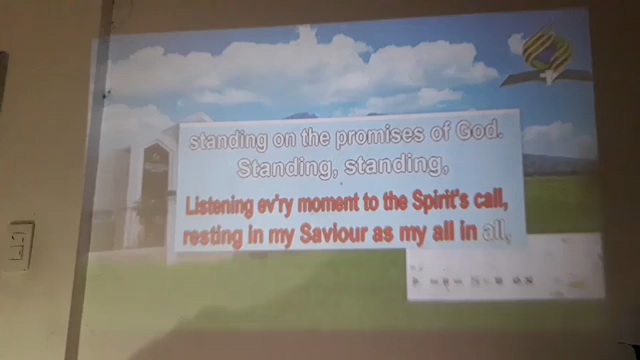 standing on the promises of God.
Standing, standing,
Listening ev'ry moment to the Spirit's call,
resting in my Saviour as my all in all,